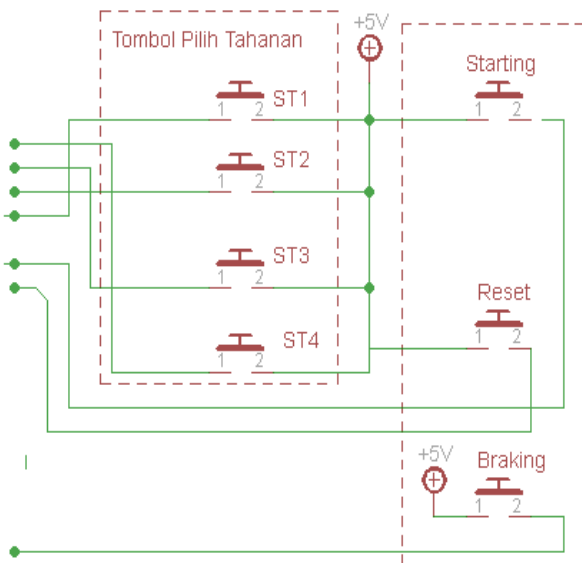 +5V
Tombol Pilih Tahanan
Starting
ST1
1 2
1 2
ST2
1 2
ST3
1 2
Reset
1 2
ST4
1 2
+5V
Braking
1 2